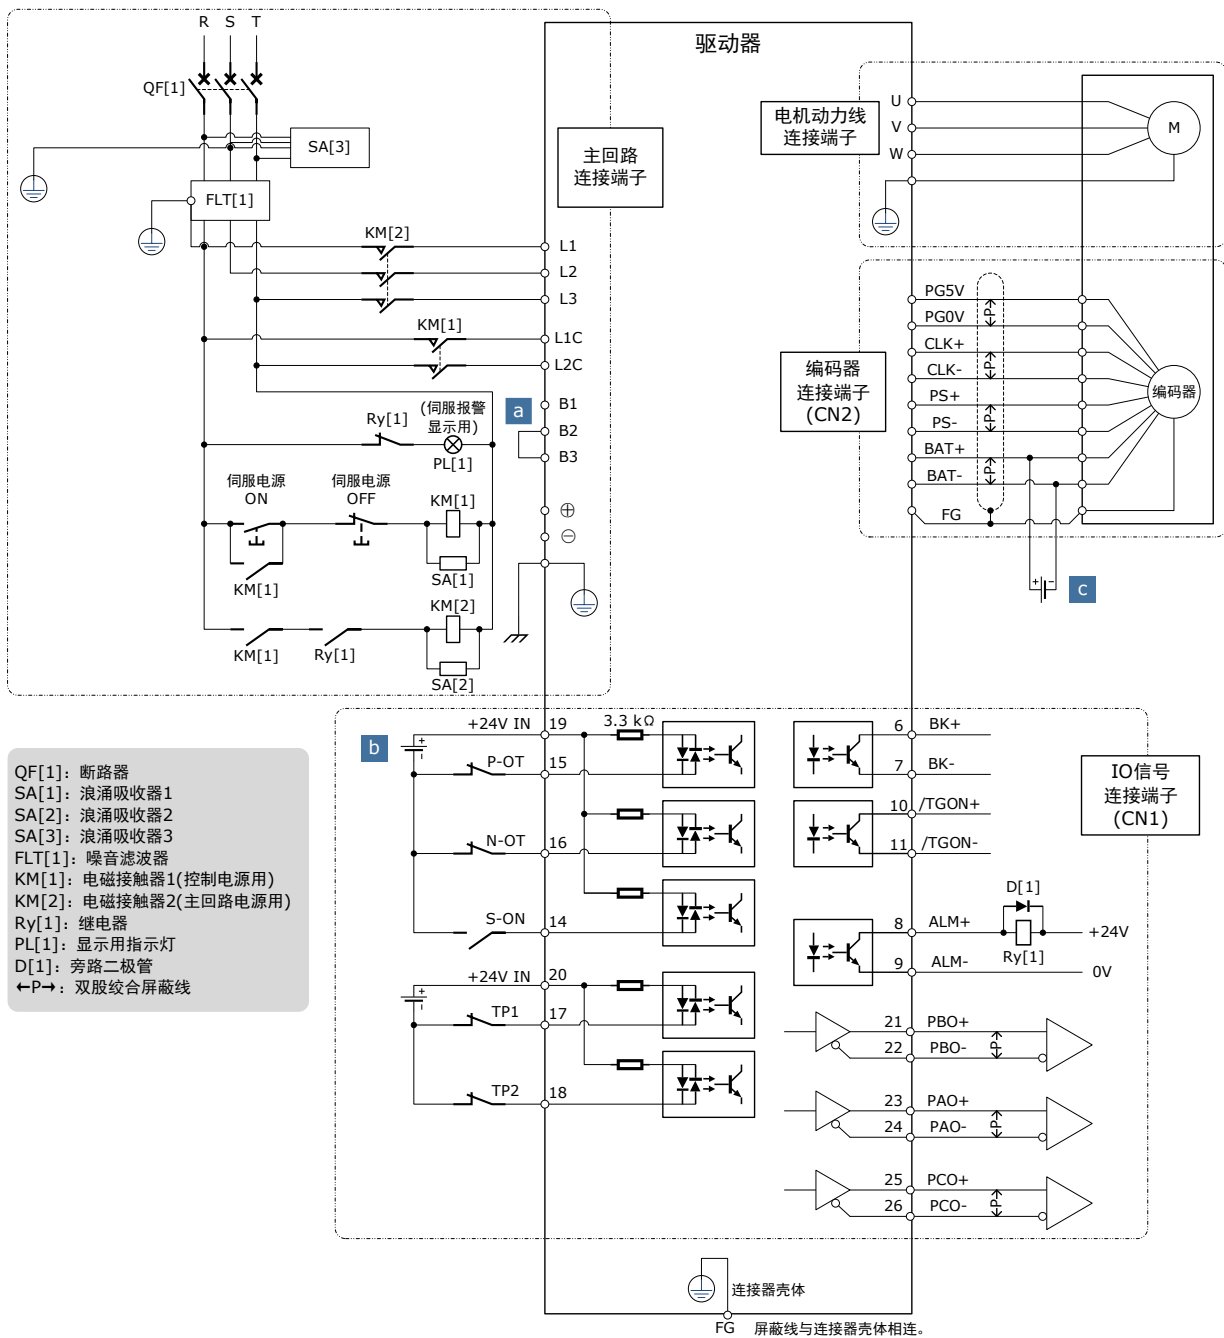 R S T
QF[1]
SA[3]
FLT[1]
KM[2]
KM[1]
主回路
连接端子
驱动器
L1
L2
L3
L1C
L2C
B1
B2
B3
⊕
⊖
a
Ry[1]
(伺服报警
显示用)
PL[1]
伺服电源
ON
伺服电源
OFF
KM[1]
KM[1]
SA[1]
KM[2]
KM[1]
Ry[1]
SA[2]
电机动力线
连接端子
U
V
W
M
编码器
连接端子
(CN2)
PG5V
PG0V
CLK+
CLK-
PS+
PS-
BAT+
BAT-
FG
←P→
←P→
←P→
←P→
编码器
+ -
c
QF[1]：断路器
SA[1]：浪涌吸收器1
SA[2]：浪涌吸收器2
SA[3]：浪涌吸收器3
FLT[1]：噪音滤波器
KM[1]：电磁接触器1(控制电源用)
KM[2]：电磁接触器2(主回路电源用)
Ry[1]：继电器
PL[1]：显示用指示灯
D[1]：旁路二极管
←P→：双股绞合屏蔽线
b
+24V IN 19
3.3 kΩ
+
-
P-OT 15
N-OT 16
S-ON 14
+24V IN 20
+
-
TP1 17
TP2 18
IO信号
连接端子
(CN1)
6 BK+
7 BK-
10 /TGON+
11 /TGON-
D[1]
8 ALM+
Ry[1]
+24V
9 ALM-
0V
21 PBO+
22 PBO-
←P→
23 PAO+
24 PAO-
←P→
25 PCO+
26 PCO-
←P→
连接器壳体
FG 屏蔽线与连接器壳体相连。